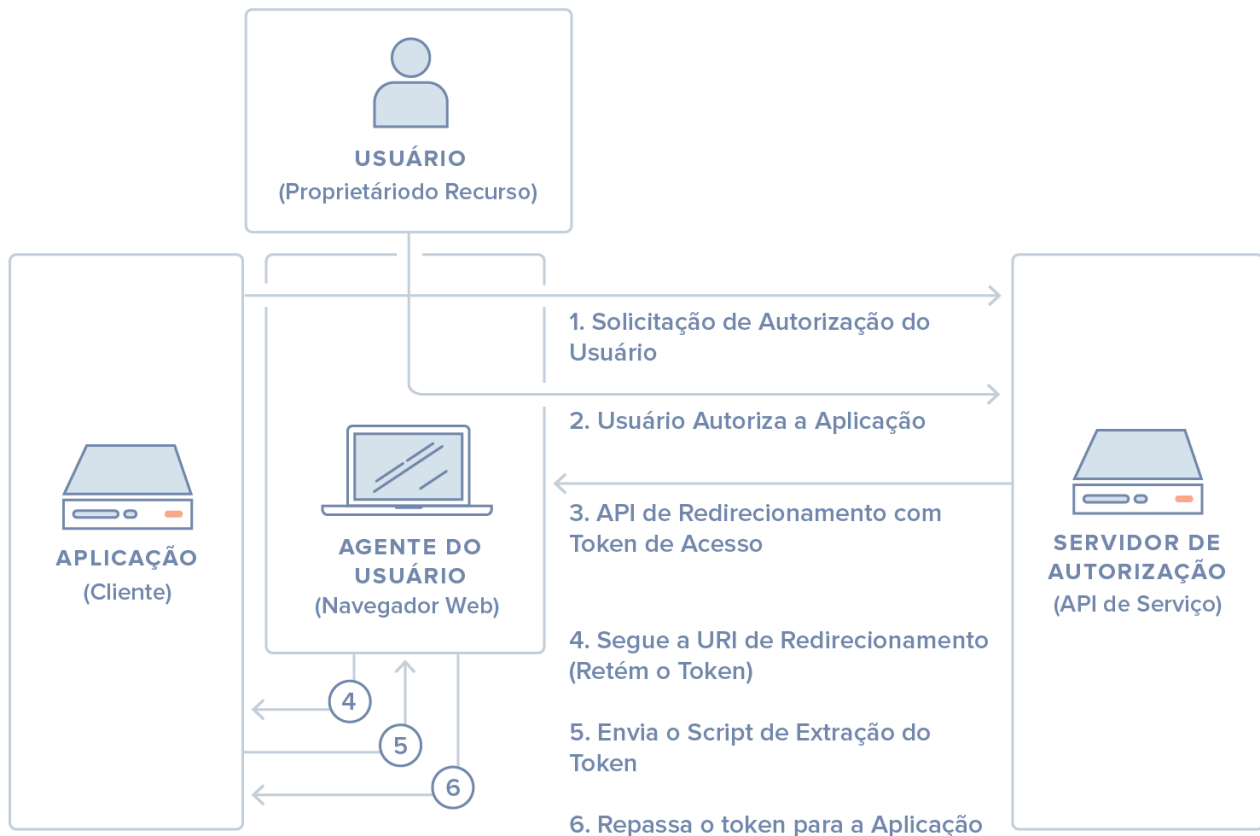 USUÁRIO
(Proprietáriodo Recurso)
1. Solicitação de Autorização do
Usuário
2. Usuário Autoriza a Aplicação
3. API de Redirecionamento com
Token de Acesso
APLICAÇÃO
(Cliente)
AGENTE DO
USUÁRIO
(Navegador Web)
SERVIDOR DE
AUTORIZAÇÃO
(API de Serviço)
4. Segue a URI de Redirecionamento
(Retém o Token)
5. Envia o Script de Extração do
Token
6. Repassa o token para a Aplicação
4
5
6